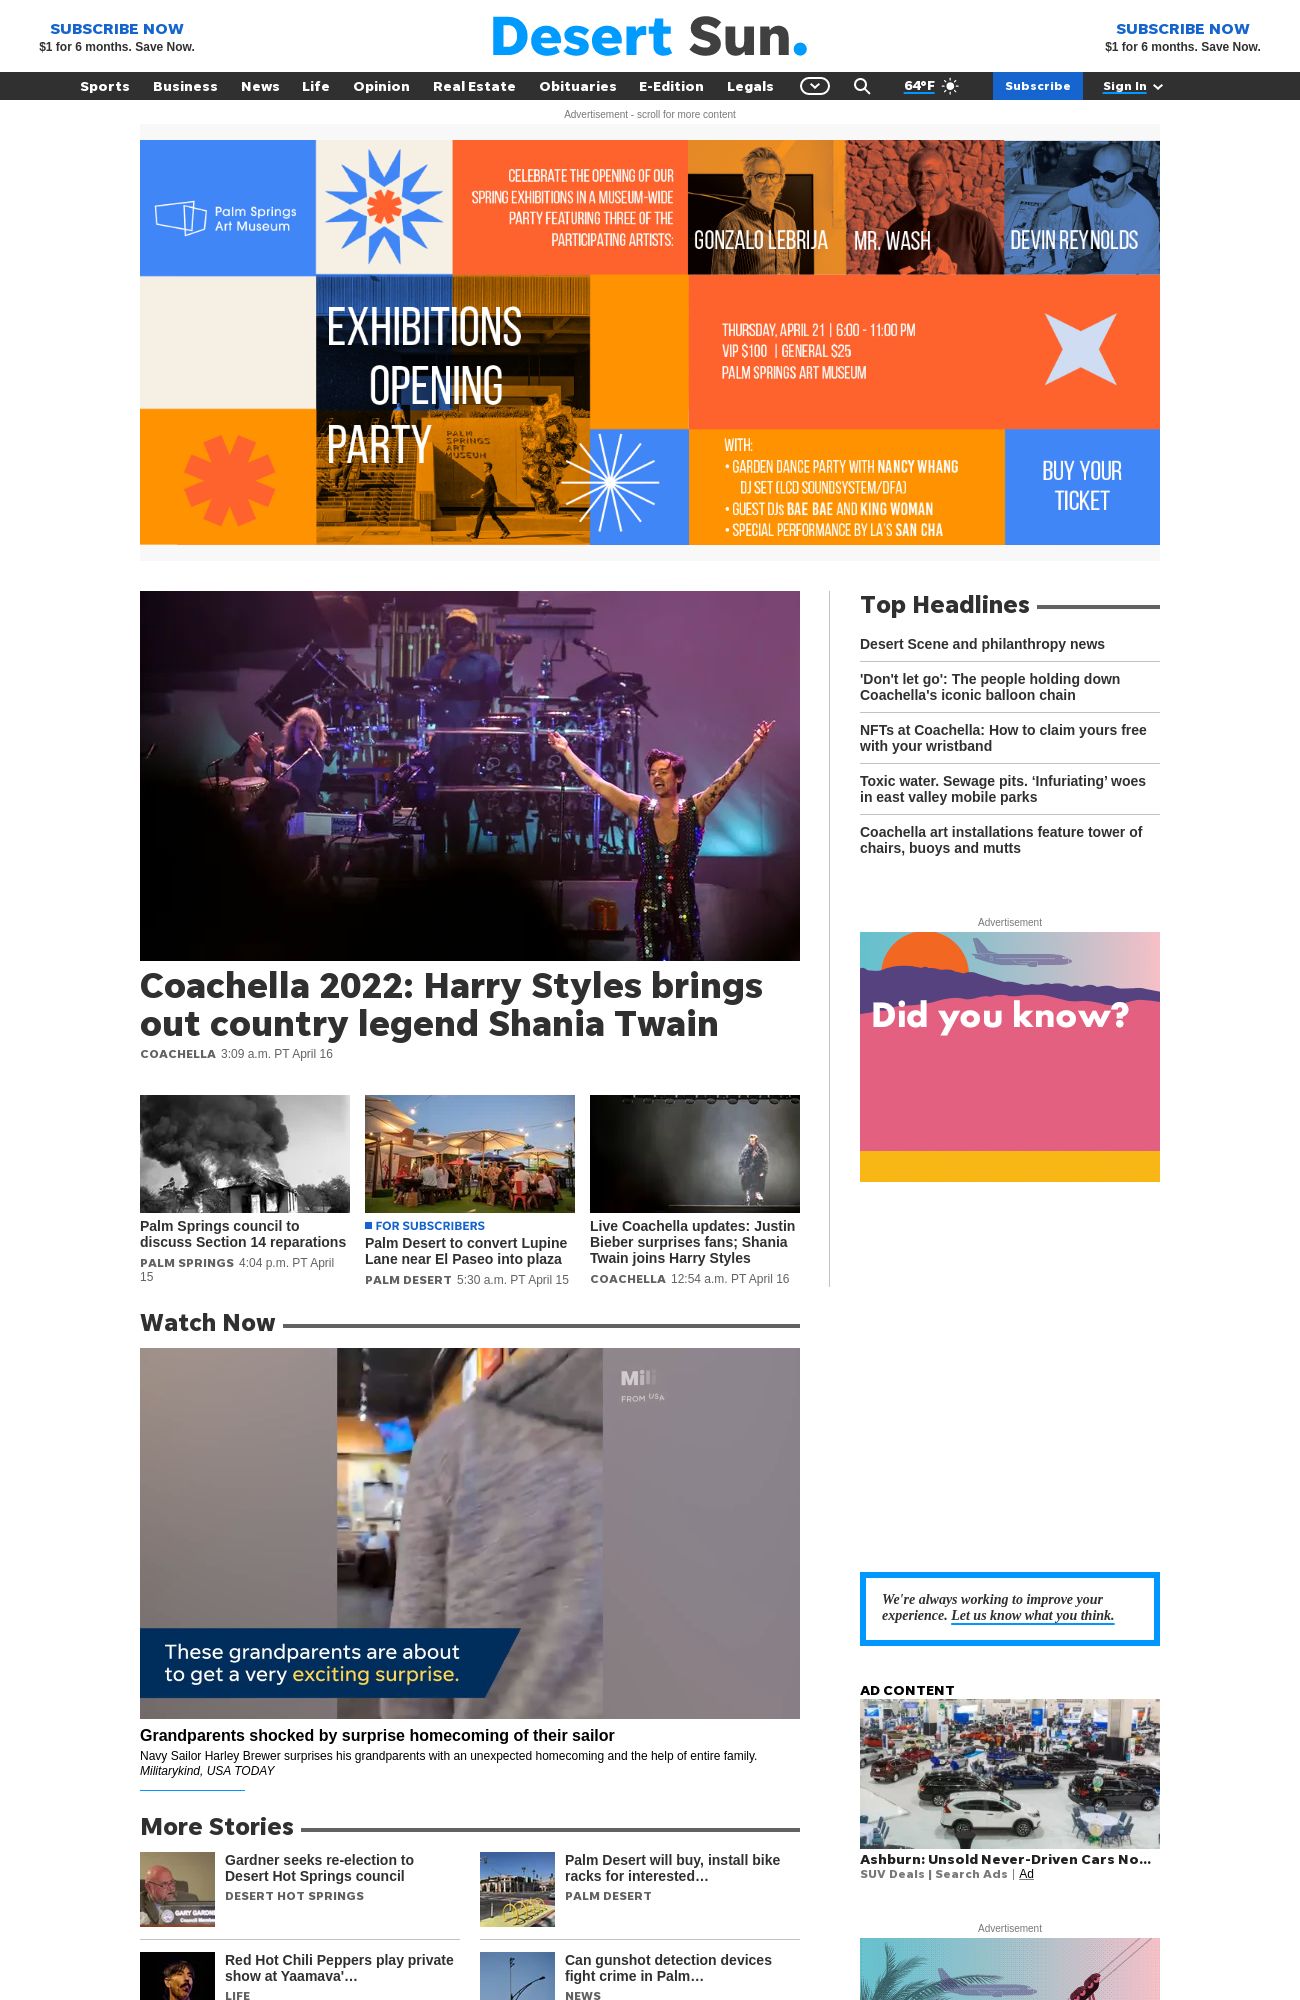 SUBSCRIBE NOW
$1 for 6 months. Save Now.
Desert Sun.
SUBSCRIBE NOW
$1 for 6 months. Save Now.
Sports Business News Life Opinion Real Estate Obituaries E-Edition Legals 64°F Subscribe Sign In
Advertisement - scroll for more content
Palm Springs
Art Museum
CELEBRATE THE OPENING OF OUR
SPRING EXHIBITIONS IN A MUSEUM-WIDE
PARTY FEATURING THREE OF THE
PARTICIPATING ARTISTS:
GONZALO LEBRIJA
MR. WASH
DEVIN REYNOLDS
EXHIBITIONS
OPENING
PARTY
PALM
SPRINGS
ART
MUSEUM
THURSDAY, APRIL 21 | 6:00 - 11:00 PM
VIP $100 | GENERAL $25
PALM SPRINGS ART MUSEUM
WITH:
• GARDEN DANCE PARTY WITH NANCY WHANG
DJ SET (LCD SOUNDSYSTEM/DFA)
• GUEST DJs BAE BAE AND KING WOMAN
• SPECIAL PERFORMANCE BY LA'S SAN CHA
BUY YOUR
TICKET
Coachella 2022: Harry Styles brings
out country legend Shania Twain
COACHELLA 3:09 a.m. PT April 16
Palm Springs council to
discuss Section 14 reparations
PALM SPRINGS 4:04 p.m. PT April
15
FOR SUBSCRIBERS
Palm Desert to convert Lupine
Lane near El Paseo into plaza
PALM DESERT 5:30 a.m. PT April 15
Live Coachella updates: Justin
Bieber surprises fans; Shania
Twain joins Harry Styles
COACHELLA 12:54 a.m. PT April 16
Top Headlines
Desert Scene and philanthropy news
'Don't let go': The people holding down
Coachella's iconic balloon chain
NFTs at Coachella: How to claim yours free
with your wristband
Toxic water. Sewage pits. ‘Infuriating’ woes
in east valley mobile parks
Coachella art installations feature tower of
chairs, buoys and mutts
Advertisement
Did you know?
Watch Now
Mili
FROM USA
These grandparents are about
to get a very exciting surprise.
Grandparents shocked by surprise homecoming of their sailor
Navy Sailor Harley Brewer surprises his grandparents with an unexpected homecoming and the help of entire family.
Militarykind, USA TODAY
We're always working to improve your
experience. Let us know what you think.
AD CONTENT
Ashburn: Unsold Never-Driven Cars No...
SUV Deals | Search Ads | Ad
Advertisement
More Stories
GARY GARDNE
Council Member
Gardner seeks re-election to
Desert Hot Springs council
DESERT HOT SPRINGS
Palm Desert will buy, install bike
racks for interested…
PALM DESERT
Red Hot Chili Peppers play private
show at Yaamava'…
LIFE
Can gunshot detection devices
fight crime in Palm…
NEWS